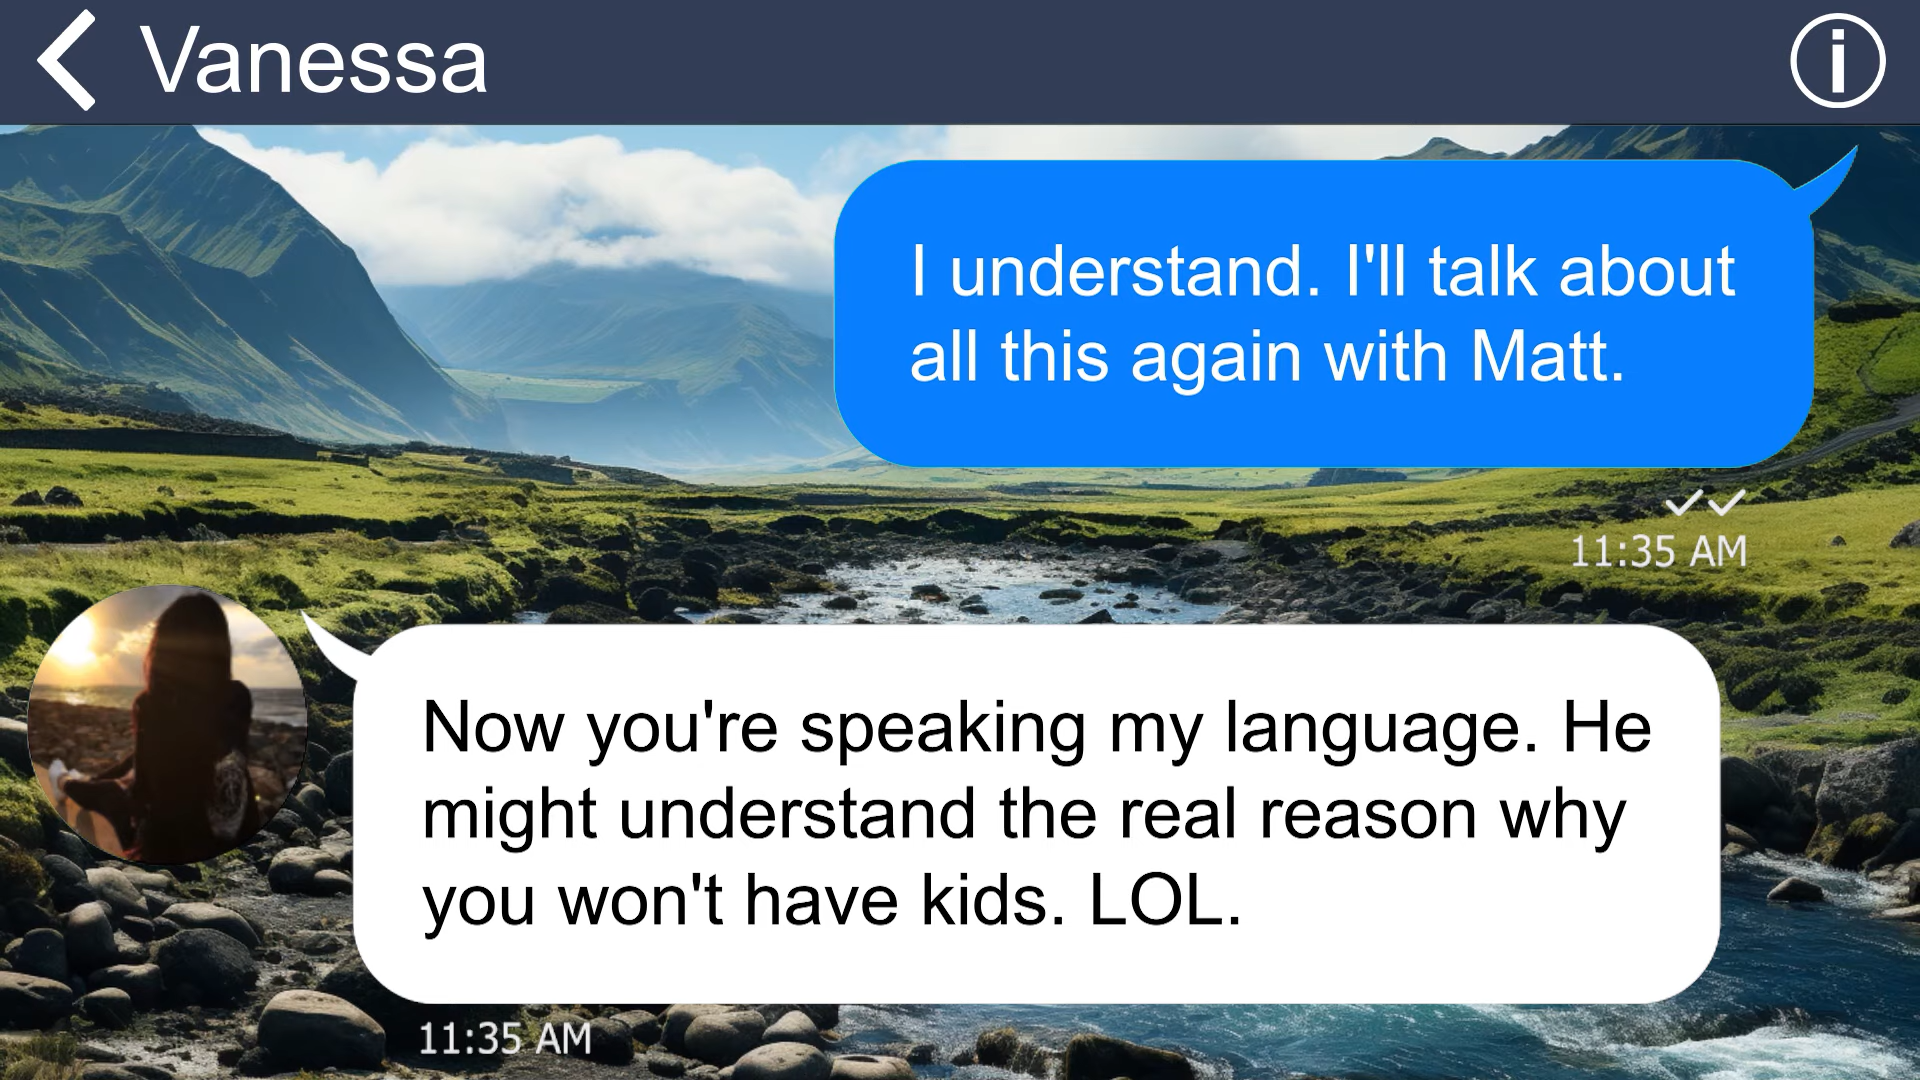 Vanessa
I understand. I'll talk about
all this again with Matt.
11:35 AM
Now you're speaking my language. He
might understand the real reason why
you won't have kids. LOL.
11:35 AM